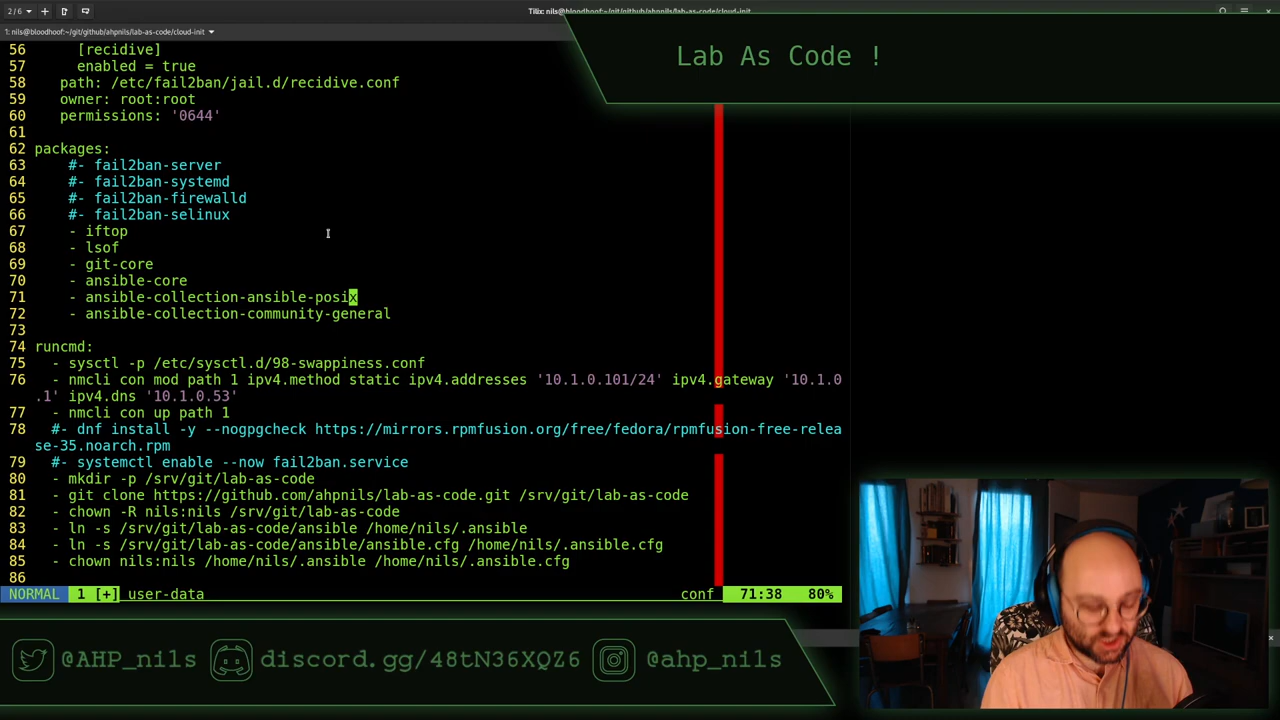 2/6
Tilix: nils@bloodhoof:~/git/github/ahpnils/lab-as-code/cloud-init
1: nils@bloodhoof:~/git/github/ahpnils/lab-as-code/cloud-init
Lab As Code !
56 [recidive]
57 enabled = true
58 path: /etc/fail2ban/jail.d/recidive.conf
59 owner: root:root
60 permissions: '0644'
61
62 packages:
63 #- fail2ban-server
64 #- fail2ban-systemd
65 #- fail2ban-firewalld
66 #- fail2ban-selinux
67 - iftop
68 - lsof
69 - git-core
70 - ansible-core
71 - ansible-collection-ansible-posix
72 - ansible-collection-community-general
73
74 runcmd:
75 - sysctl -p /etc/sysctl.d/98-swappiness.conf
76 - nmcli con mod path 1 ipv4.method static ipv4.addresses '10.1.0.101/24' ipv4.gateway '10.1.0
.1' ipv4.dns '10.1.0.53'
77 - nmcli con up path 1
78 #- dnf install -y --nogpgcheck https://mirrors.rpmfusion.org/free/fedora/rpmfusion-free-relea
se-35.noarch.rpm
79 #- systemctl enable --now fail2ban.service
80 - mkdir -p /srv/git/lab-as-code
81 - git clone https://github.com/ahpnils/lab-as-code.git /srv/git/lab-as-code
82 - chown -R nils:nils /srv/git/lab-as-code
83 - ln -s /srv/git/lab-as-code/ansible /home/nils/.ansible
84 - ln -s /srv/git/lab-as-code/ansible/ansible.cfg /home/nils/.ansible.cfg
85 - chown nils:nils /home/nils/.ansible /home/nils/.ansible.cfg
86
NORMAL 1 [+] user-data conf 71:38 80%
@AHP_nils discord.gg/48tN36XQZ6 @ahp_nils